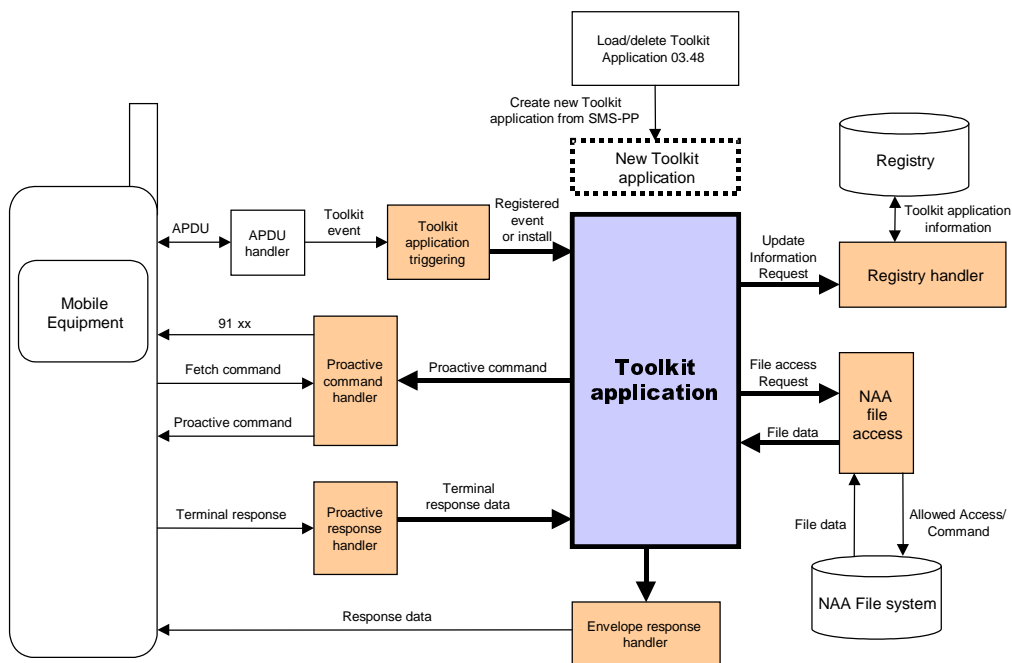 Load/delete Toolkit
Application 03.48
Create new Toolkit
application from SMS-PP
New Toolkit
application
Registry
Toolkit application
information
APDU
APDU
handler
Toolkit
event
Toolkit
application
triggering
Registered
event
or install
Update
Information
Request
Registry handler
Mobile
Equipment
91 xx
Fetch command
Proactive command
Proactive
command
handler
Proactive command
Toolkit
application
File access
Request
File data
NAA
file
access
Terminal response
Proactive
response
handler
Terminal
response data
File data
Allowed Access/
Command
NAA File system
Response data
Envelope response
handler